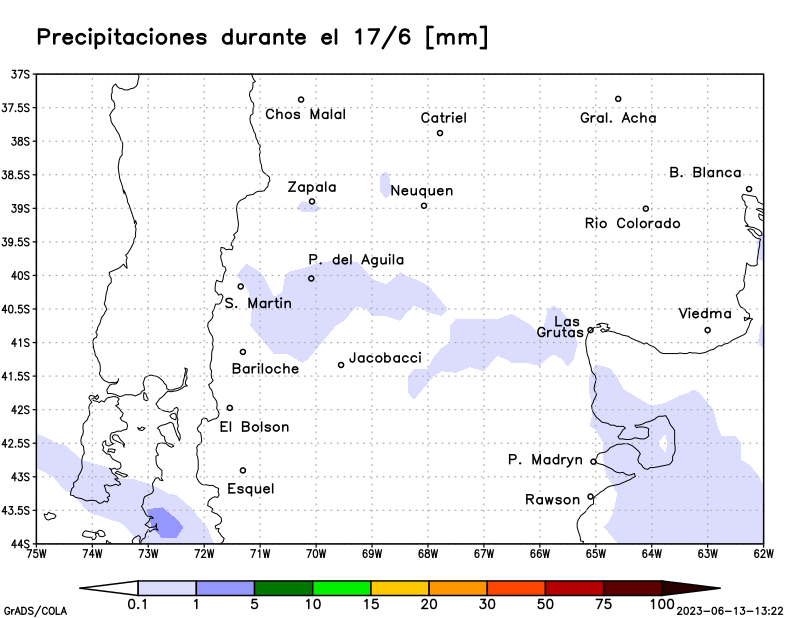 Precipitaciones durante el 17/6 [mm]
37S
37.5S
38S
38.5S
39S
39.5S
40S
40.5S
41S
41.5S
42S
42.5S
43S
43.5S
44S
Chos Malal
Catriel
Gral. Acha
B. Blanca
Zapala
Neuquen
Rio Colorado
P. del Aguila
S. Martin
Viedma
Las
Grutas
Jacobacci
Bariloche
El Bolson
P. Madryn
Esquel
Rawson
75W 74W 73W 72W 71W 70W 69W 68W 67W 66W 65W 64W 63W 62W
0.1 1 5 10 15 20 30 50 75 100
GrADS/COLA
2023-06-13-13:22